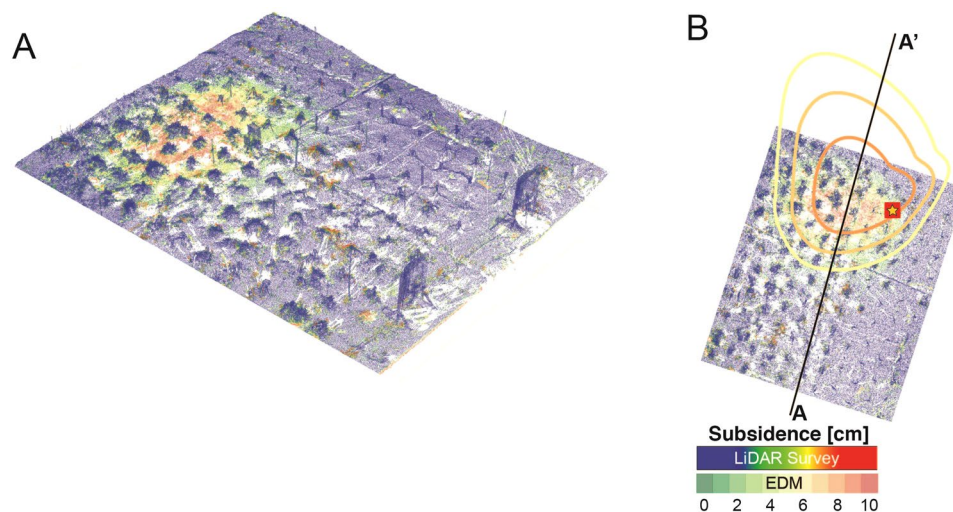 A
B
A'
A
Subsidence [cm]
LiDAR Survey
EDM
0 2 4 6 8 10